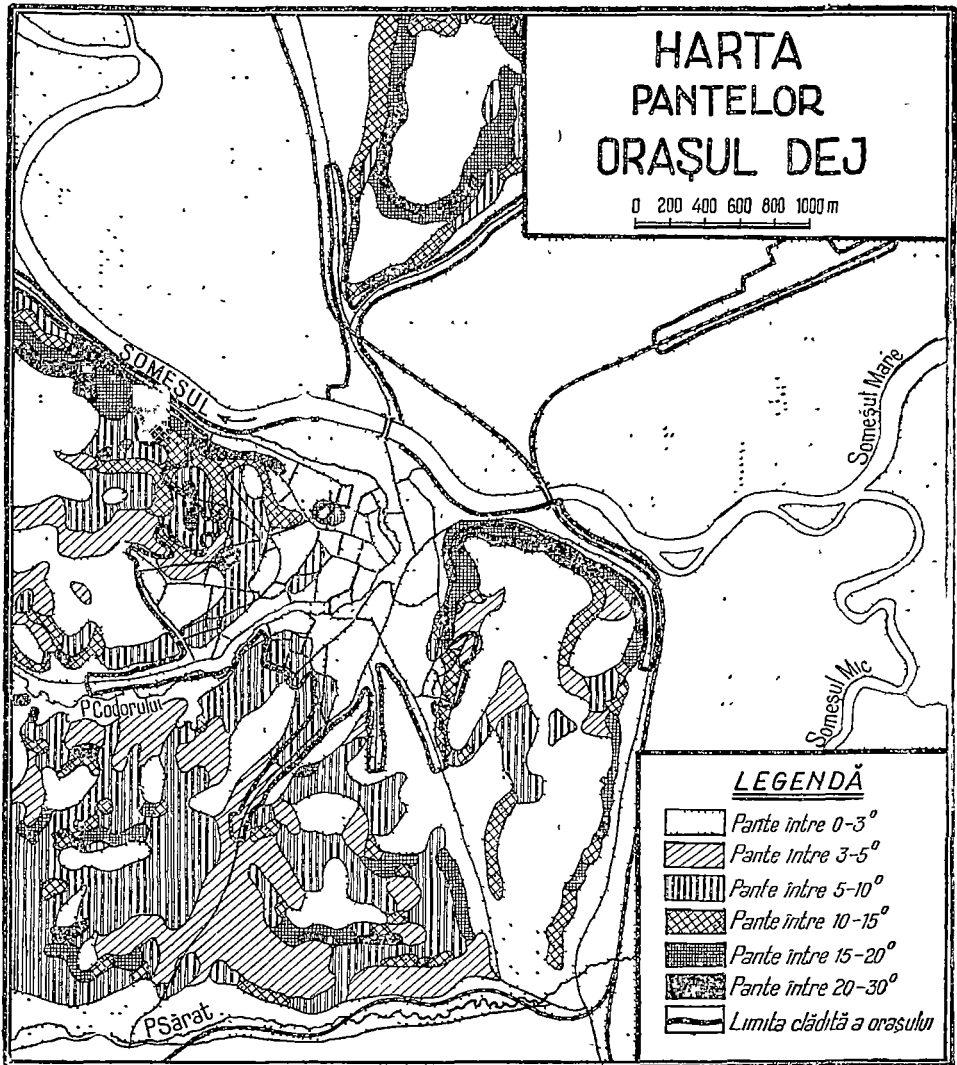 HARTA
PANTELOR
ORAȘUL DEJ
0 200 400 600 800 1000 m
SOMEȘUL
Someșul Mare
Someșul Mic
P.Codorului
P.Sărat
LEGENDĂ
Pante între 0-3°
Pante între 3-5°
Pante între 5-10°
Pante între 10-15°
Pante între 15-20°
Pante între 20-30°
Limita clădită a orașului